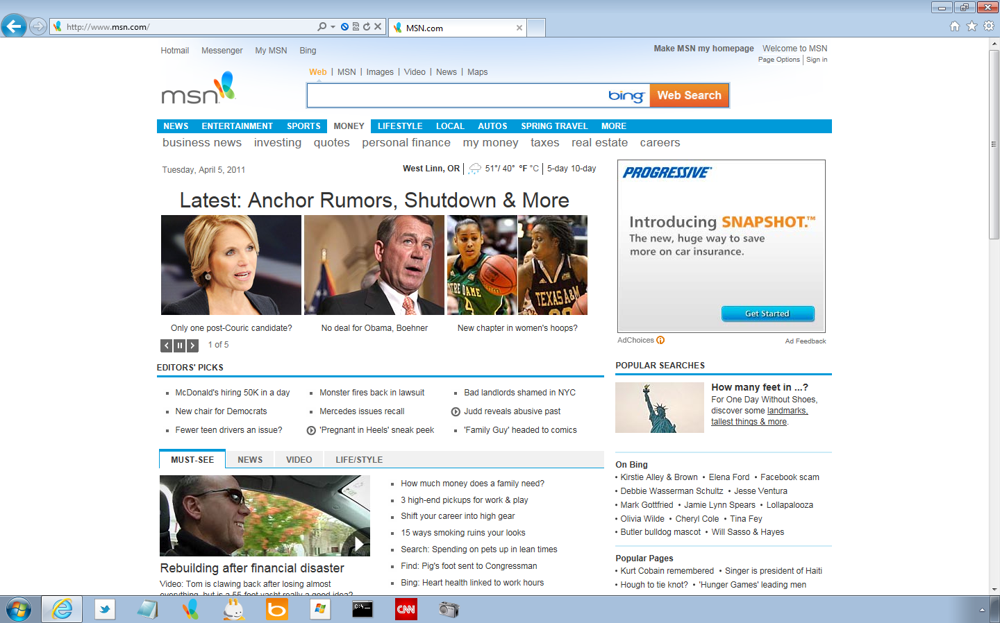 http://www.msn.com/
MSN.com
Hotmail Messenger My MSN Bing
Make MSN my homepage Welcome to MSN
Page Options Sign in
Web | MSN | Images | Video | News | Maps
msn
bing Web Search
NEWS ENTERTAINMENT SPORTS MONEY LIFESTYLE LOCAL AUTOS SPRING TRAVEL MORE
business news investing quotes personal finance my money taxes real estate careers
Tuesday, April 5, 2011
West Linn, OR | 51°/ 40° °F °C | 5-day 10-day
Latest: Anchor Rumors, Shutdown & More
NOTRE DAME
4
TEXAS A&M
Only one post-Couric candidate?
No deal for Obama, Boehner
New chapter in women's hoops?
1 of 5
PROGRESSIVE
Introducing SNAPSHOT.™
The new, huge way to save
more on car insurance.
Get Started
AdChoices
Ad Feedback
EDITORS' PICKS
McDonald's hiring 50K in a day
New chair for Democrats
Fewer teen drivers an issue?
Monster fires back in lawsuit
Mercedes issues recall
'Pregnant in Heels' sneak peek
Bad landlords shamed in NYC
Judd reveals abusive past
'Family Guy' headed to comics
POPULAR SEARCHES
How many feet in ...?
For One Day Without Shoes,
discover some landmarks,
tallest things & more.
MUST-SEE NEWS VIDEO LIFE/STYLE
Rebuilding after financial disaster
Video: Tom is clawing back after losing almost
everything, but is a 55-foot yacht really a good idea?
How much money does a family need?
3 high-end pickups for work & play
Shift your career into high gear
15 ways smoking ruins your looks
Search: Spending on pets up in lean times
Find: Pig's foot sent to Congressman
Bing: Heart health linked to work hours
On Bing
• Kirstie Alley & Brown • Elena Ford • Facebook scam
• Debbie Wasserman Schultz • Jesse Ventura
• Mark Gottfried • Jamie Lynn Spears • Lollapalooza
• Olivia Wilde • Cheryl Cole • Tina Fey
• Butler bulldog mascot • Will Sasso & Hayes
Popular Pages
• Kurt Cobain remembered • Singer is president of Haiti
• Hough to tie knot? • 'Hunger Games' leading men
C:\_
CNN